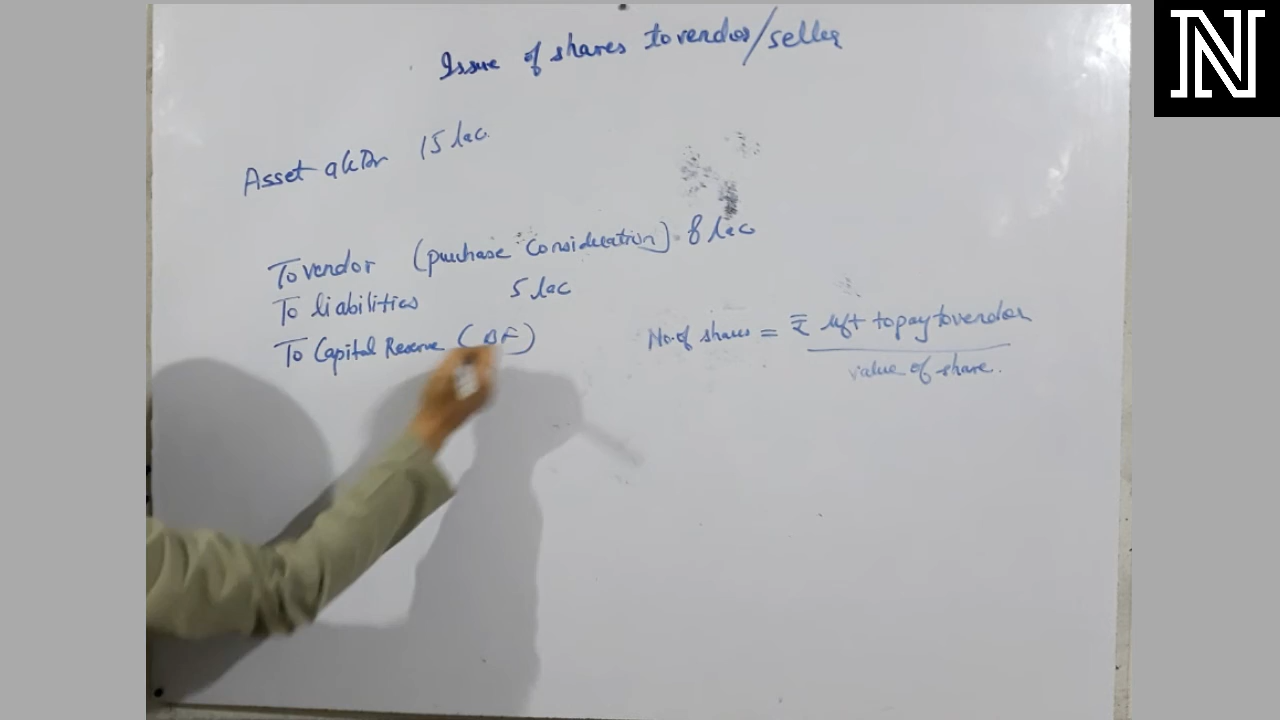 N
Issue of shares to vendor/seller
Asset a/c Dr 15 lac
To vendor (purchase consideration) 8 lac
To liabilities 5 lac
To Capital Reserve (BF)
No. of shares = ₹ left to pay to vendor
value of share.